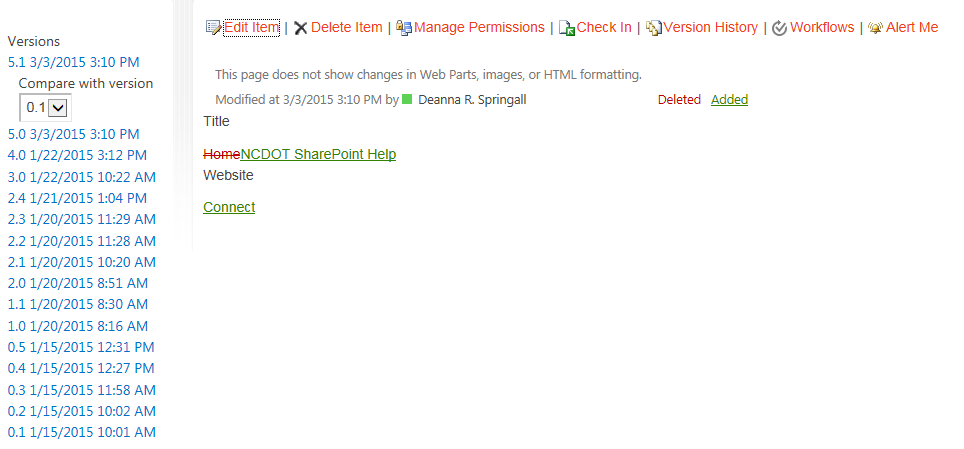 Versions
5.1 3/3/2015 3:10 PM
Compare with version
0.1
5.0 3/3/2015 3:10 PM
4.0 1/22/2015 3:12 PM
3.0 1/22/2015 10:22 AM
2.4 1/21/2015 1:04 PM
2.3 1/20/2015 11:29 AM
2.2 1/20/2015 11:28 AM
2.1 1/20/2015 10:20 AM
2.0 1/20/2015 8:51 AM
1.1 1/20/2015 8:30 AM
1.0 1/20/2015 8:16 AM
0.5 1/15/2015 12:31 PM
0.4 1/15/2015 12:27 PM
0.3 1/15/2015 11:58 AM
0.2 1/15/2015 10:02 AM
0.1 1/15/2015 10:01 AM
Edit Item | Delete Item | Manage Permissions | Check In | Version History | Workflows | Alert Me
This page does not show changes in Web Parts, images, or HTML formatting.
Modified at 3/3/2015 3:10 PM by Deanna R. Springall Deleted Added
Title
HomeNCDOT SharePoint Help
Website
Connect